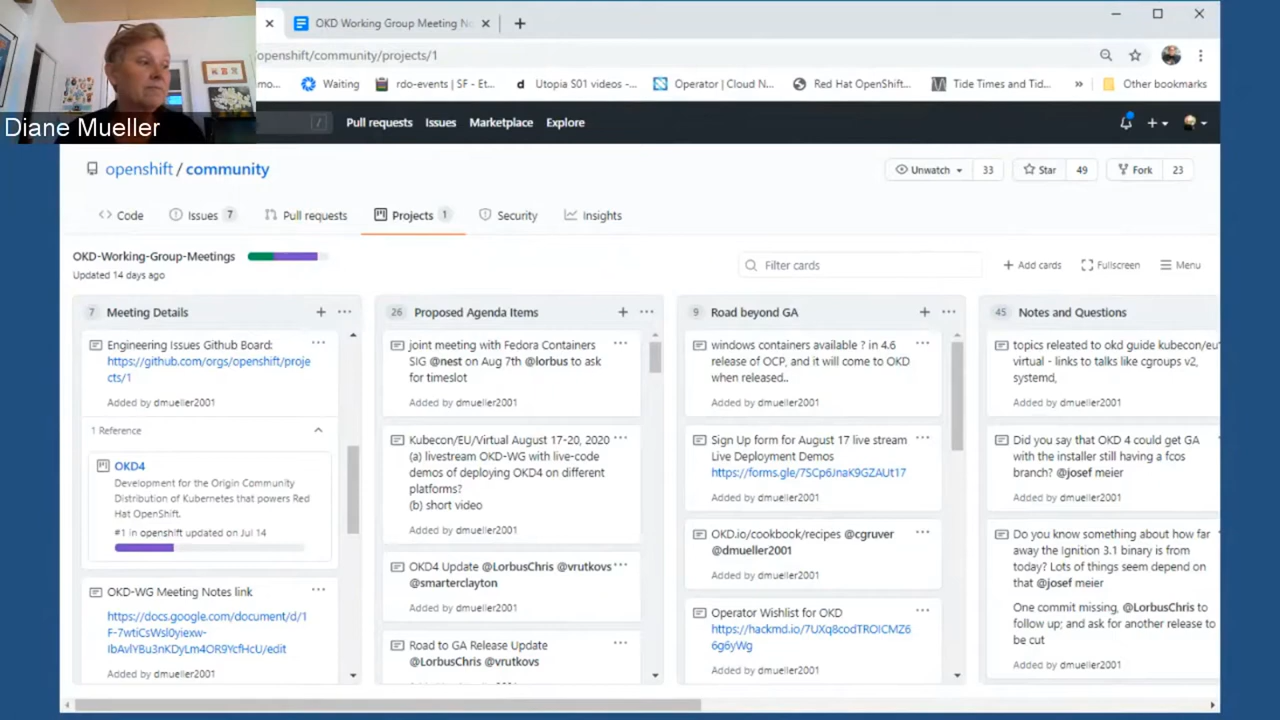 OKD Working Group Meeting No
openshift/community/projects/1
mo...
Waiting
rdo-events | SF - Et...
Utopia S01 videos -...
Operator | Cloud N...
Red Hat OpenShift...
Tide Times and Tid...
»
Other bookmarks
Diane Mueller
/
Pull requests
Issues
Marketplace
Explore
openshift / community
Unwatch
33
Star
49
Fork
23
Code
Issues 7
Pull requests
Projects 1
Security
Insights
OKD-Working-Group-Meetings
Updated 14 days ago
Filter cards
+ Add cards
Fullscreen
Menu
7 Meeting Details
Engineering Issues Github Board:
https://github.com/orgs/openshift/proje
cts/1
Added by dmueller2001
1 Reference
OKD4
Development for the Origin Community
Distribution of Kubernetes that powers Red
Hat OpenShift.
#1 in openshift updated on Jul 14
OKD-WG Meeting Notes link
https://docs.google.com/document/d/1
Added by dmueller2001
26 Proposed Agenda Items
joint meeting with Fedora Containers
SIG @nest on Aug 7th @lorbus to ask
for timeslot
Added by dmueller2001
Kubecon/EU/Virtual August 17-20, 2020
(a) livestream OKD-WG with live-code
demos of deploying OKD4 on different
platforms?
(b) short video
Added by dmueller2001
OKD4 Update @LorbusChris @vrutkovs
@smarterclayton
Added by dmueller2001
Road to GA Release Update
@LorbusChris @vrutkovs
9 Road beyond GA
windows containers available ? in 4.6
release of OCP, and it will come to OKD
when released..
Added by dmueller2001
Sign Up form for August 17 live stream
Live Deployment Demos
https://forms.gle/7SCp6JnaK9GZAUt17
Added by dmueller2001
OKD.io/cookbook/recipes @cgruver
@dmueller2001
Added by dmueller2001
Operator Wishlist for OKD
https://hackmd.io/7UXq8codTROICMZ6
6g6yWg
Added by dmueller2001
45 Notes and Questions
topics releated to okd guide kubecon/eu
virtual - links to talks like cgroups v2,
systemd,
Added by dmueller2001
Did you say that OKD 4 could get GA
with the installer still having a fcos
branch? @josef meier
Added by dmueller2001
Do you know something about how far
away the Ignition 3.1 binary is from
today? Lots of things seem depend on
that @josef meier
One commit missing, @LorbusChris to
follow up; and ask for another release to
be cut
Added by dmueller2001